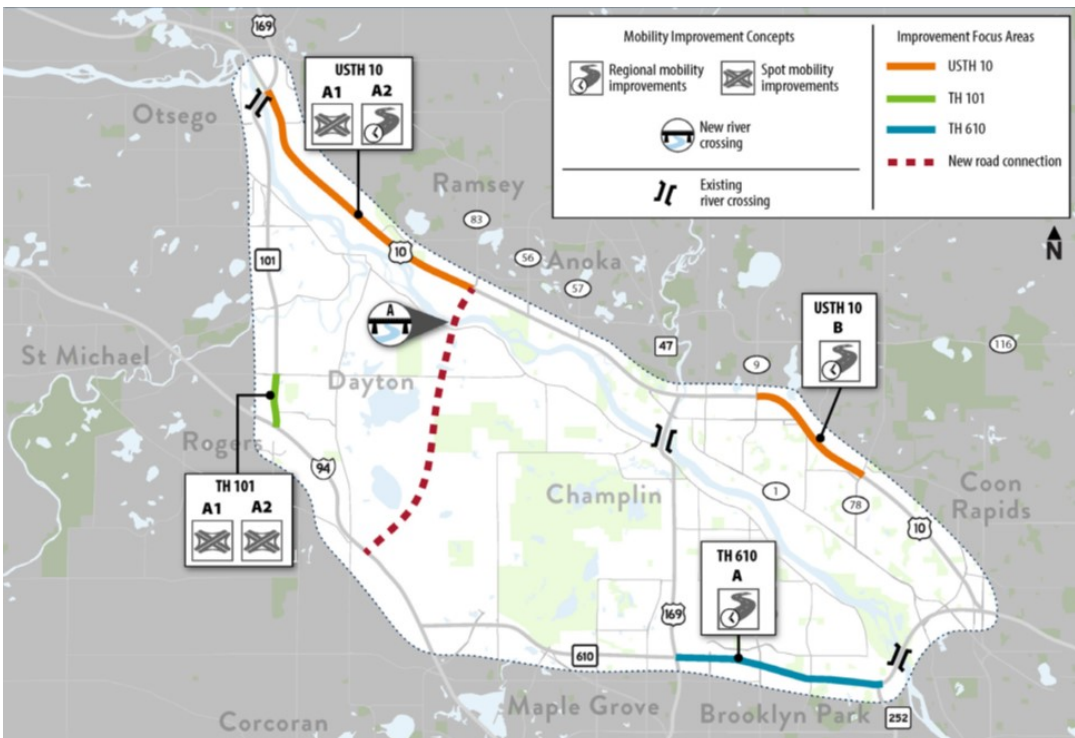 Mobility Improvement Concepts
Regional mobility
improvements
Spot mobility
improvements
New river
crossing
Existing
river crossing
Improvement Focus Areas
USTH 10
TH 101
TH 610
New road connection
N
169
Otsego
USTH 10
A1 A2
Ramsey
83
10
101
56
Anoka
57
A
47
9
USTH 10
B
116
St Michael
Dayton
Rogers
94
TH 101
A1 A2
Champlin
1
78
Coon
Rapids
10
TH 610
A
169
610
Maple Grove
Brooklyn Park
252
Corcoran